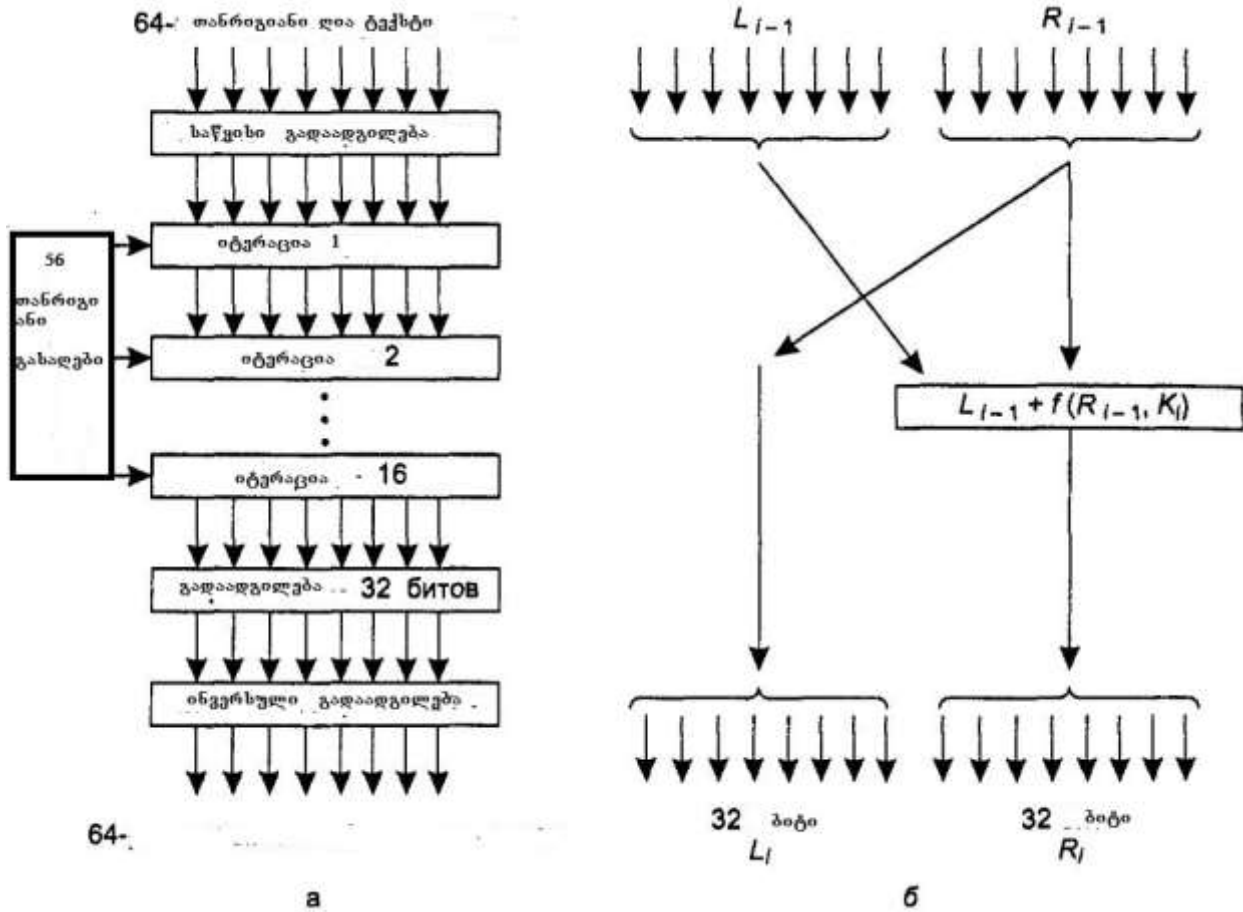 64- თანრიგიანი ღია ტექსტი
საწყისი გადაადგილება
იტერაცია 1
56
თანრიგი
ანი
გასაღები
იტერაცია 2
იტერაცია - 16
გადაადგილება -- 32 битов
ინვერსული გადაადგილება
64-
а
L i-1
R i-1
L i-1 + f (R i-1, K i)
32 ბიტი
L i
32 ბიტი
R i
б